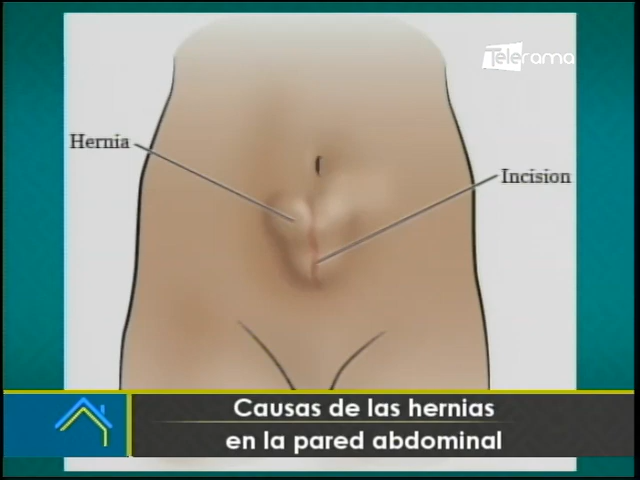 Telerama
Hernia
Incision
Causas de las hernias
en la pared abdominal